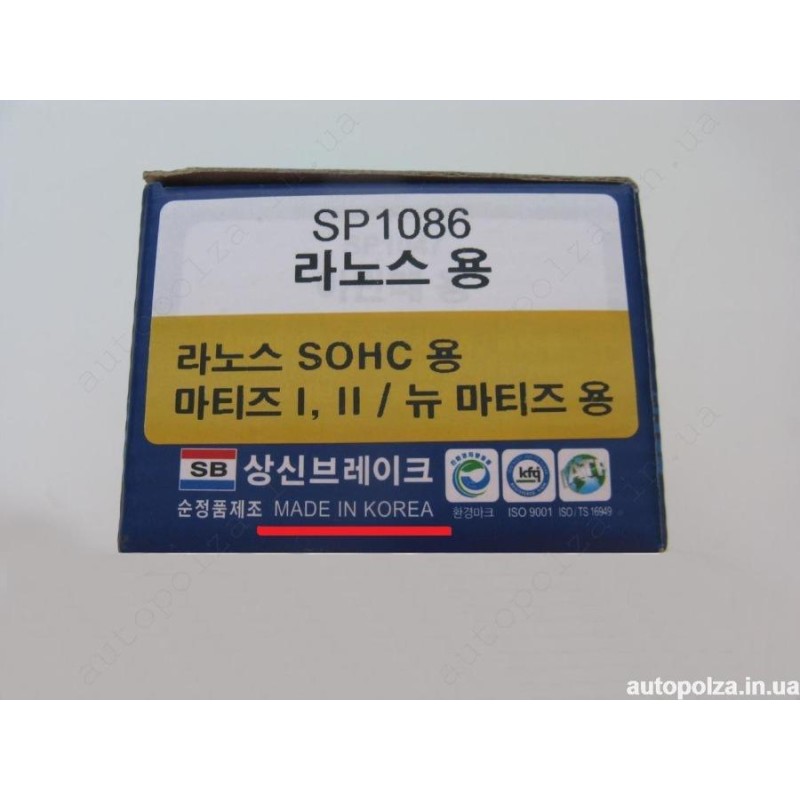 SP1086
라노스 용
라노스 SOHC 용
마티즈 I, II / 뉴 마티즈 용
SB 상신브레이크
kfq
순정품제조 MADE IN KOREA 환경마크 ISO 9001 ISO/TS 16949
autopolza.in.ua